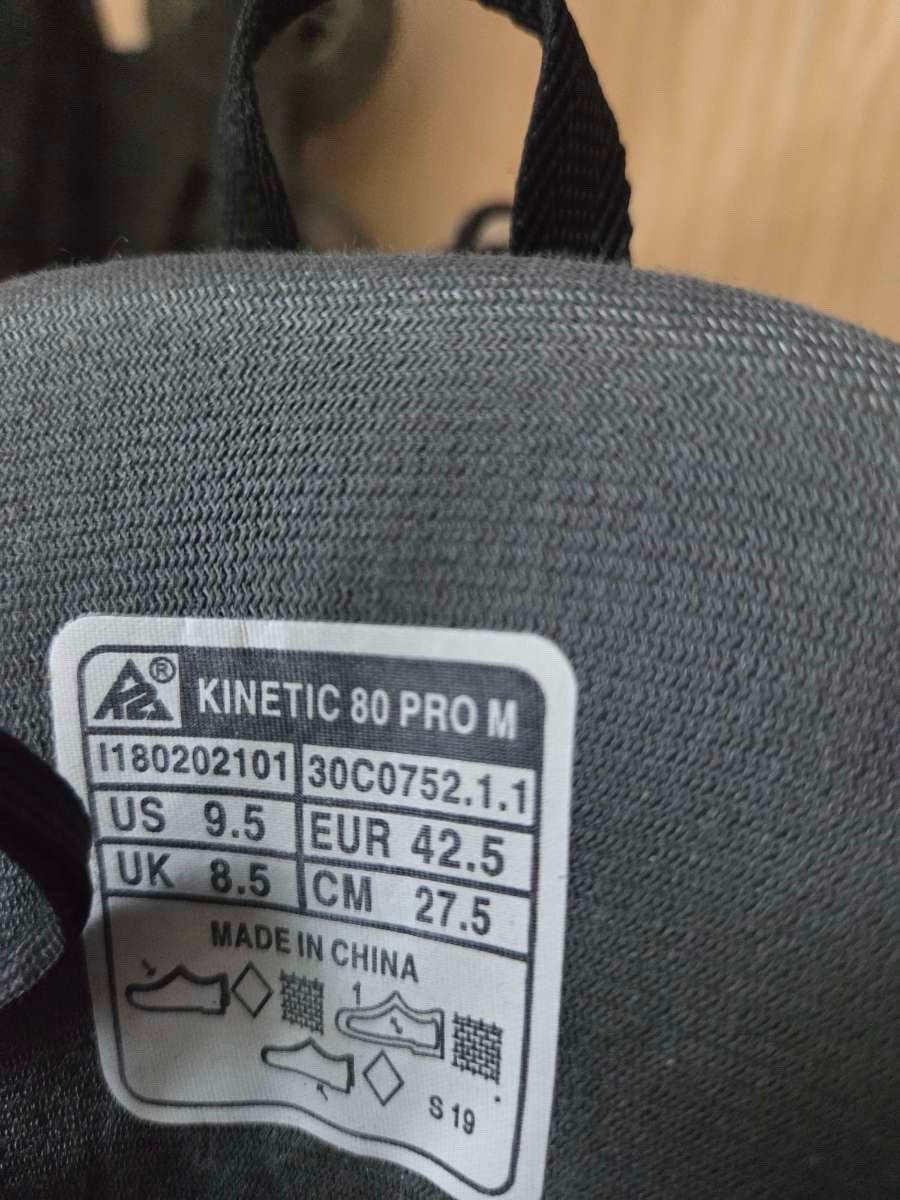 K2® KINETIC 80 PRO M
I180202101 30C0752.1.1
US 9.5 EUR 42.5
UK 8.5 CM 27.5
MADE IN CHINA
1
S 19